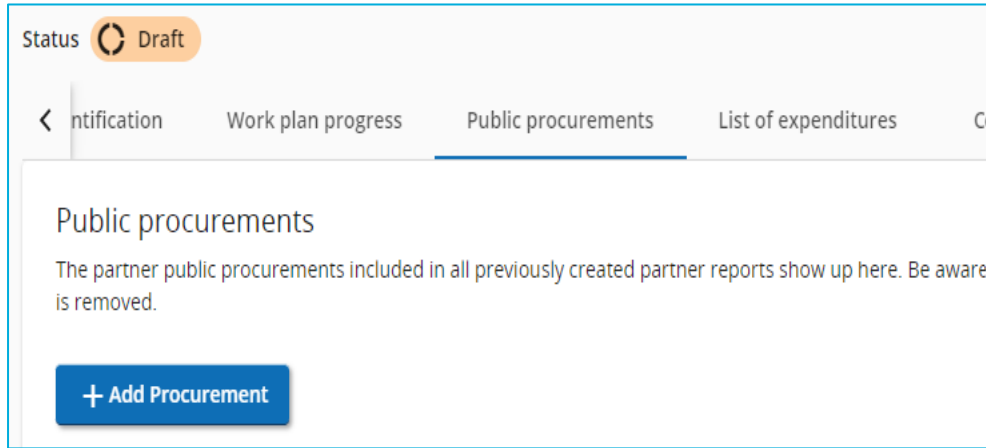 Status Draft
ntification Work plan progress Public procurements List of expenditures
Public procurements
The partner public procurements included in all previously created partner reports show up here. Be aware
is removed.
+ Add Procurement